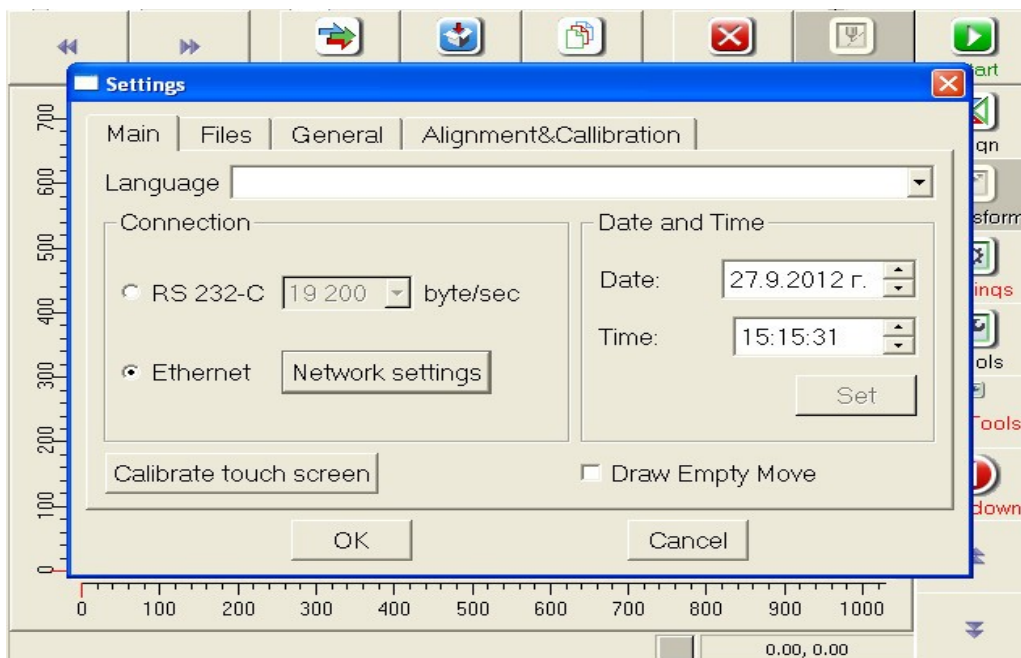 Settings
Main Files General Alignment&Callibration
Language
Connection
RS 232-C 19 200 byte/sec
Ethernet Network settings
Date and Time
Date: 27.9.2012 г.
Time: 15:15:31
Set
Calibrate touch screen
Draw Empty Move
OK Cancel
700
600
500
400
300
200
100
0
0 100 200 300 400 500 600 700 800 900 1000
0.00, 0.00
art
ign
sform
ings
ols
Tools
down